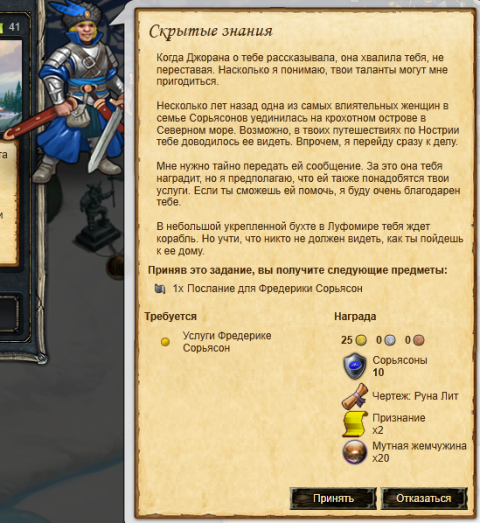 41
Скрытые знания
Когда Джорана о тебе рассказывала, она хвалила тебя, не
переставая. Насколько я понимаю, твои таланты могут мне
пригодиться.
Несколько лет назад одна из самых влиятельных женщин в
семье Сорьясонов уединилась на крохотном острове в
Северном море. Возможно, в твоих путешествиях по Нострии
тебе доводилось ее видеть. Впрочем, я перейду сразу к делу.
Мне нужно тайно передать ей сообщение. За это она тебя
наградит, но я предполагаю, что ей также понадобятся твои
услуги. Если ты сможешь ей помочь, я буду очень благодарен
тебе.
В небольшой укрепленной бухте в Луфомире тебя ждет
корабль. Но учти, что никто не должен видеть, как ты пойдешь
к ее дому.
Приняв это задание, вы получите следующие предметы:
1x Послание для Фредерики Сорьясон
Требуется
Услуги Фредерике
Сорьясон
Награда
25 0 0
Сорьясоны
10
Чертеж: Руна Лит
Признание
x2
Мутная жемчужина
x20
Принять Отказаться